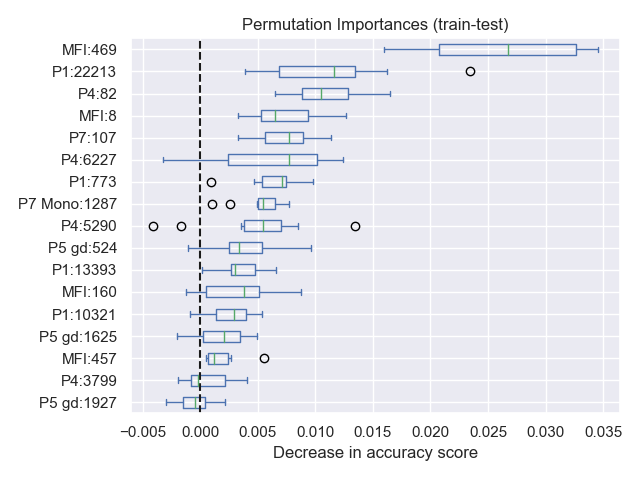 Permutation Importances (train-test)
MFI:469
P1:22213
P4:82
MFI:8
P7:107
P4:6227
P1:773
P7 Mono:1287
P4:5290
P5 gd:524
P1:13393
MFI:160
P1:10321
P5 gd:1625
MFI:457
P4:3799
P5 gd:1927
−0.005 0.000 0.005 0.010 0.015 0.020 0.025 0.030 0.035
Decrease in accuracy score